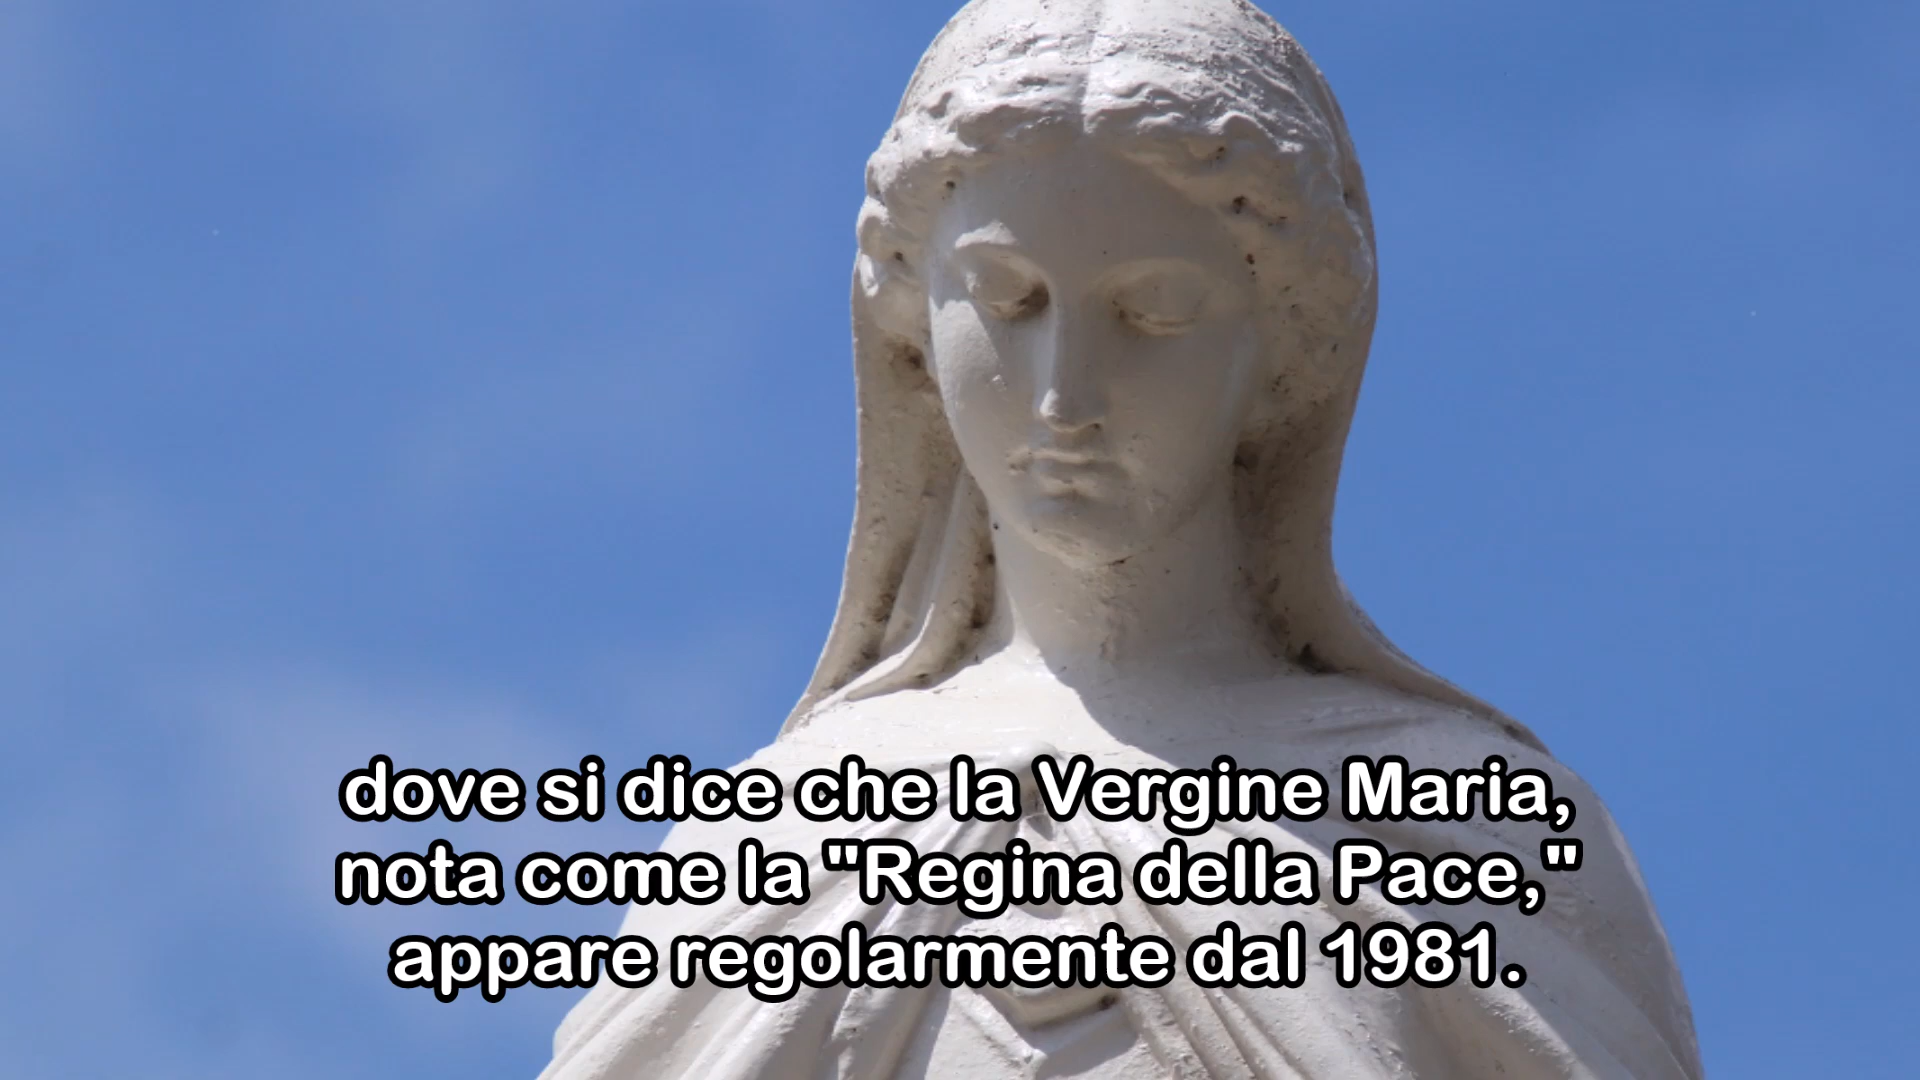 dove si dice che la Vergine Maria,
nota come la "Regina della Pace,"
appare regolarmente dal 1981.